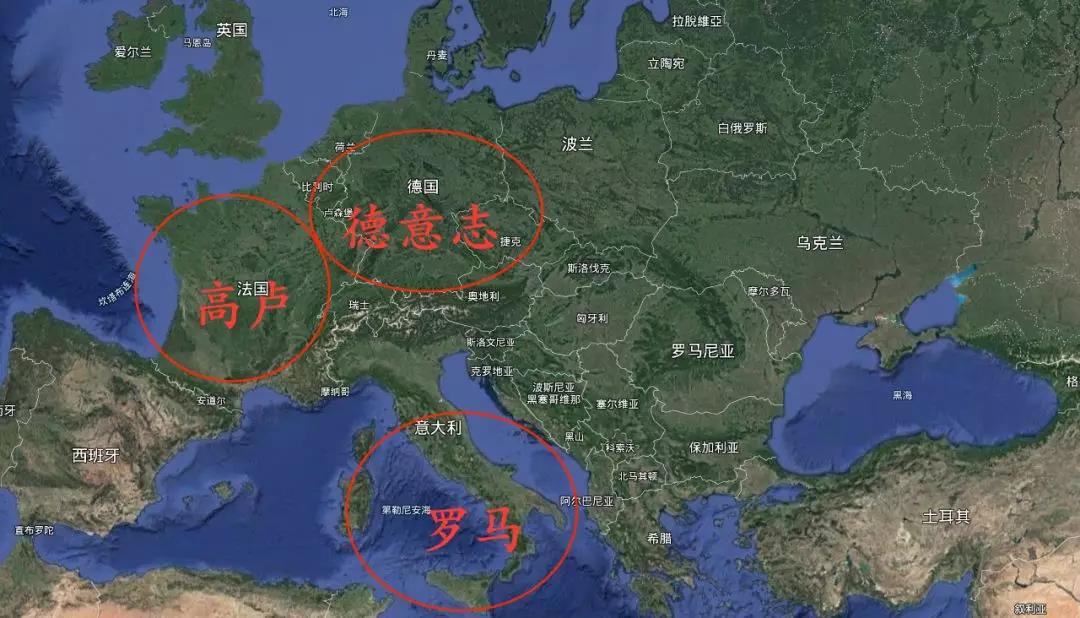 北海
英国
拉脱維亞
爱尔兰
马恩岛
丹麦
立陶宛
白俄罗斯
荷兰
波兰
比利时
德国
卢森堡
德意志
捷克
乌克兰
斯洛伐克
坎塔布连海
法国
高卢
瑞士
奥地利
摩尔多瓦
匈牙利
斯洛文尼亚
罗马尼亚
克罗地亚
摩纳哥
安道尔
波斯尼亚
黑塞哥维那
塞尔维亚
黑海
格
牙
意大利
黑山
科索沃
保加利亚
西班牙
北马其顿
第勒尼安海
罗马
阿尔巴尼亚
土耳其
直布罗陀
希腊
叙利亚